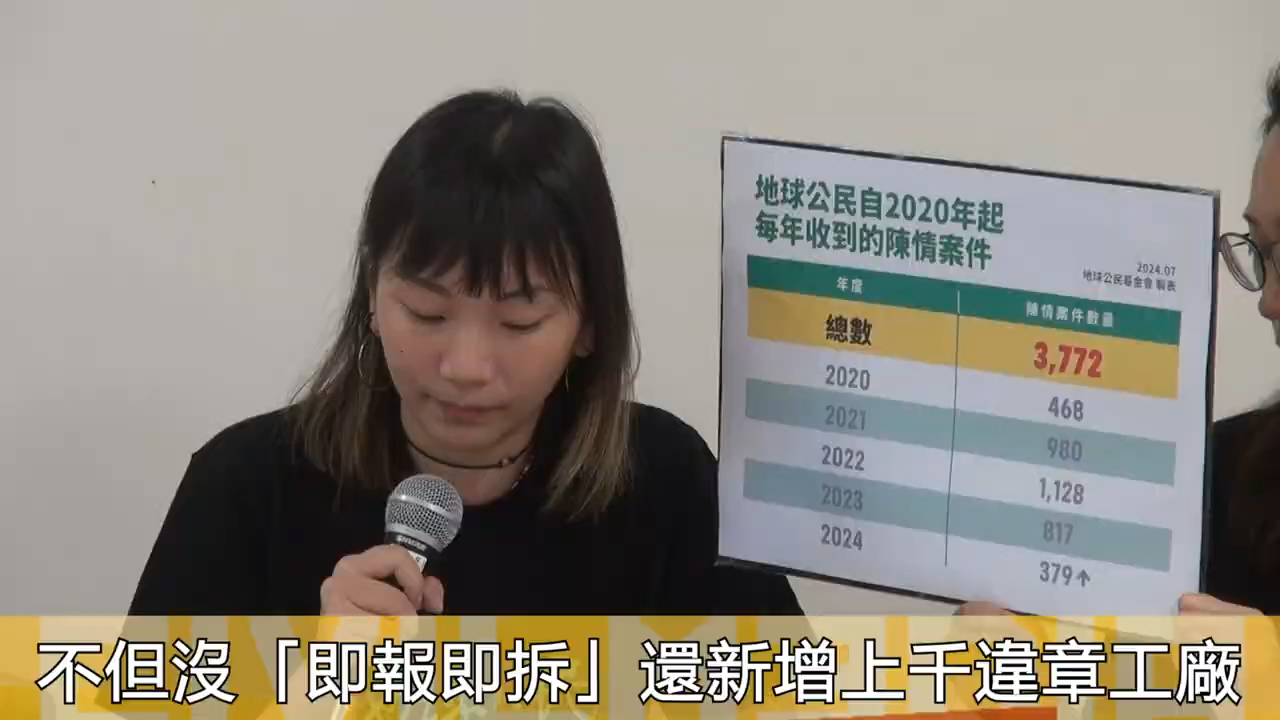 地球公民自2020年起
每年收到的陳情案件
2024.07
地球公民基金會 製表
年度 陳情案件數量
總數 3,772
2020 468
2021 980
2022 1,128
2023 817
2024 379↑
SHURE
不但沒「即報即拆」還新增上千違章工廠